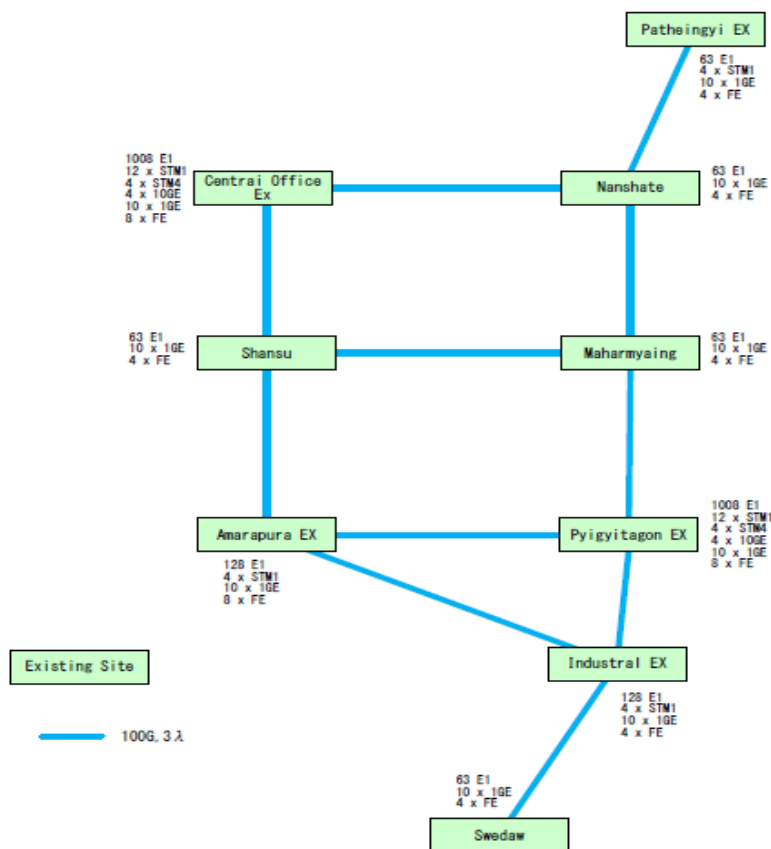 Patheingyi EX
63 E1
4 x STM1
10 x 1GE
4 x FE
1008 E1
12 x STM1
4 x STM4
4 x 10GE
10 x 1GE
8 x FE
Centrai Office
Ex
Nanshate
63 E1
10 x 1GE
4 x FE
63 E1
10 x 1GE
4 x FE
Shansu
Maharmyaing
63 E1
10 x 1GE
4 x FE
Amarapura EX
128 E1
4 x STM1
10 x 1GE
8 x FE
Pyigyitagon EX
1008 E1
12 x STM1
4 x STM4
4 x 10GE
10 x 1GE
8 x FE
Existing Site
100G,3λ
Industral EX
128 E1
4 x STM1
10 x 1GE
4 x FE
63 E1
10 x 1GE
4 x FE
Swedaw